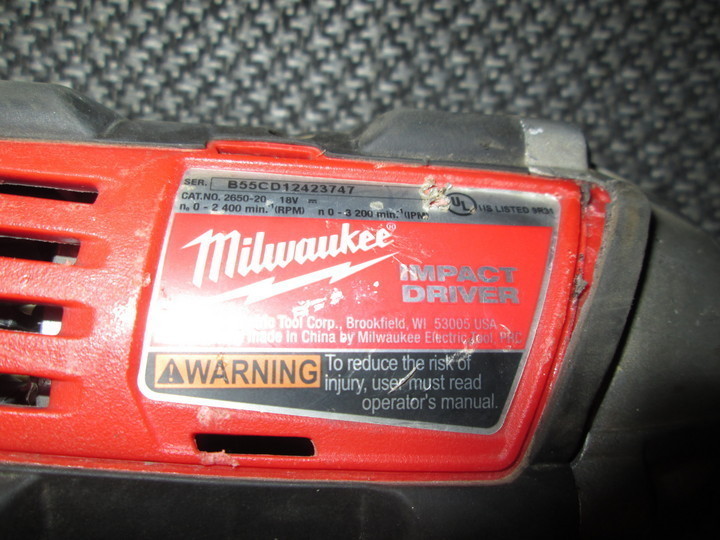 SER. B55CD12423747
CAT.NO. 2650-20 18V
n₀ 0 - 2 400 min.⁻¹(RPM) n 0 - 3 200 min.⁻¹(IPM)
UL US LISTED
Milwaukee®
IMPACT
DRIVER
Tool Corp., Brookfield, WI 53005 USA
Made in China by Milwaukee Electric Tool, PRC
WARNING
To reduce the risk of
injury, user must read
operator's manual.